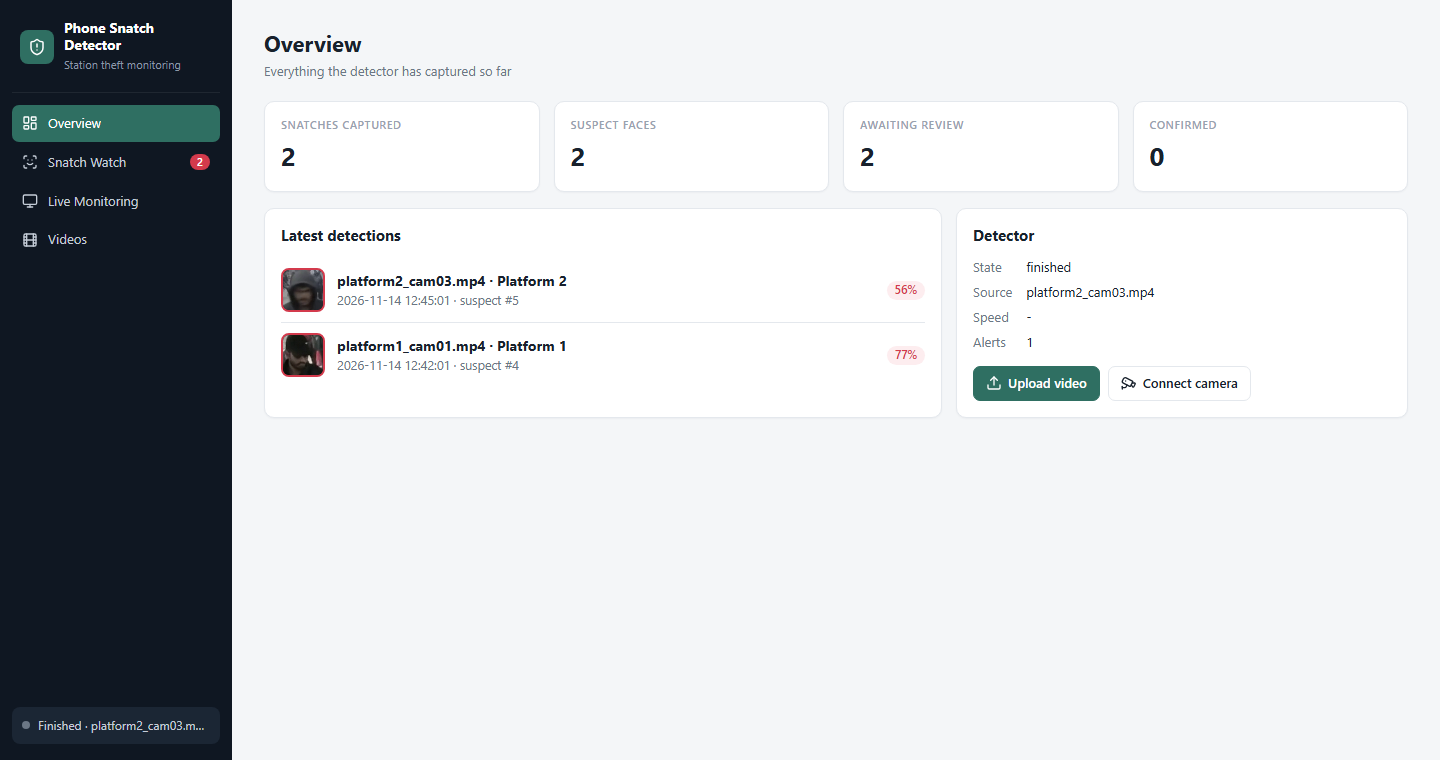 Phone Snatch
Detector
Station theft monitoring
Overview
Snatch Watch 2
Live Monitoring
Videos
Finished · platform2_cam03.m...
Overview
Everything the detector has captured so far
SNATCHES CAPTURED
2
SUSPECT FACES
2
AWAITING REVIEW
2
CONFIRMED
0
Latest detections
platform2_cam03.mp4 · Platform 2
2026-11-14 12:45:01 · suspect #5
56%
platform1_cam01.mp4 · Platform 1
2026-11-14 12:42:01 · suspect #4
77%
Detector
State finished
Source platform2_cam03.mp4
Speed -
Alerts 1
Upload video
Connect camera